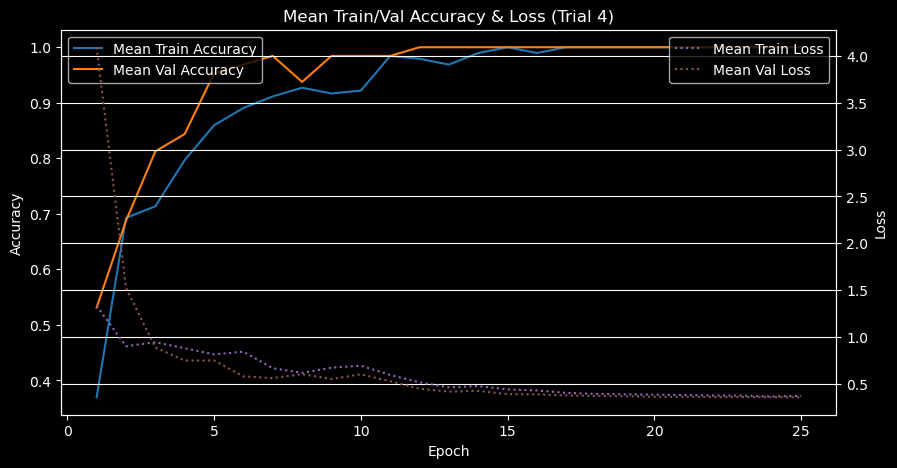 Mean Train/Val Accuracy & Loss (Trial 4)
Mean Train Accuracy
Mean Val Accuracy
Mean Train Loss
Mean Val Loss
1.0
0.9
0.8
0.7
0.6
0.5
0.4
Accuracy
4.0
3.5
3.0
2.5
2.0
1.5
1.0
0.5
Loss
0 5 10 15 20 25
Epoch